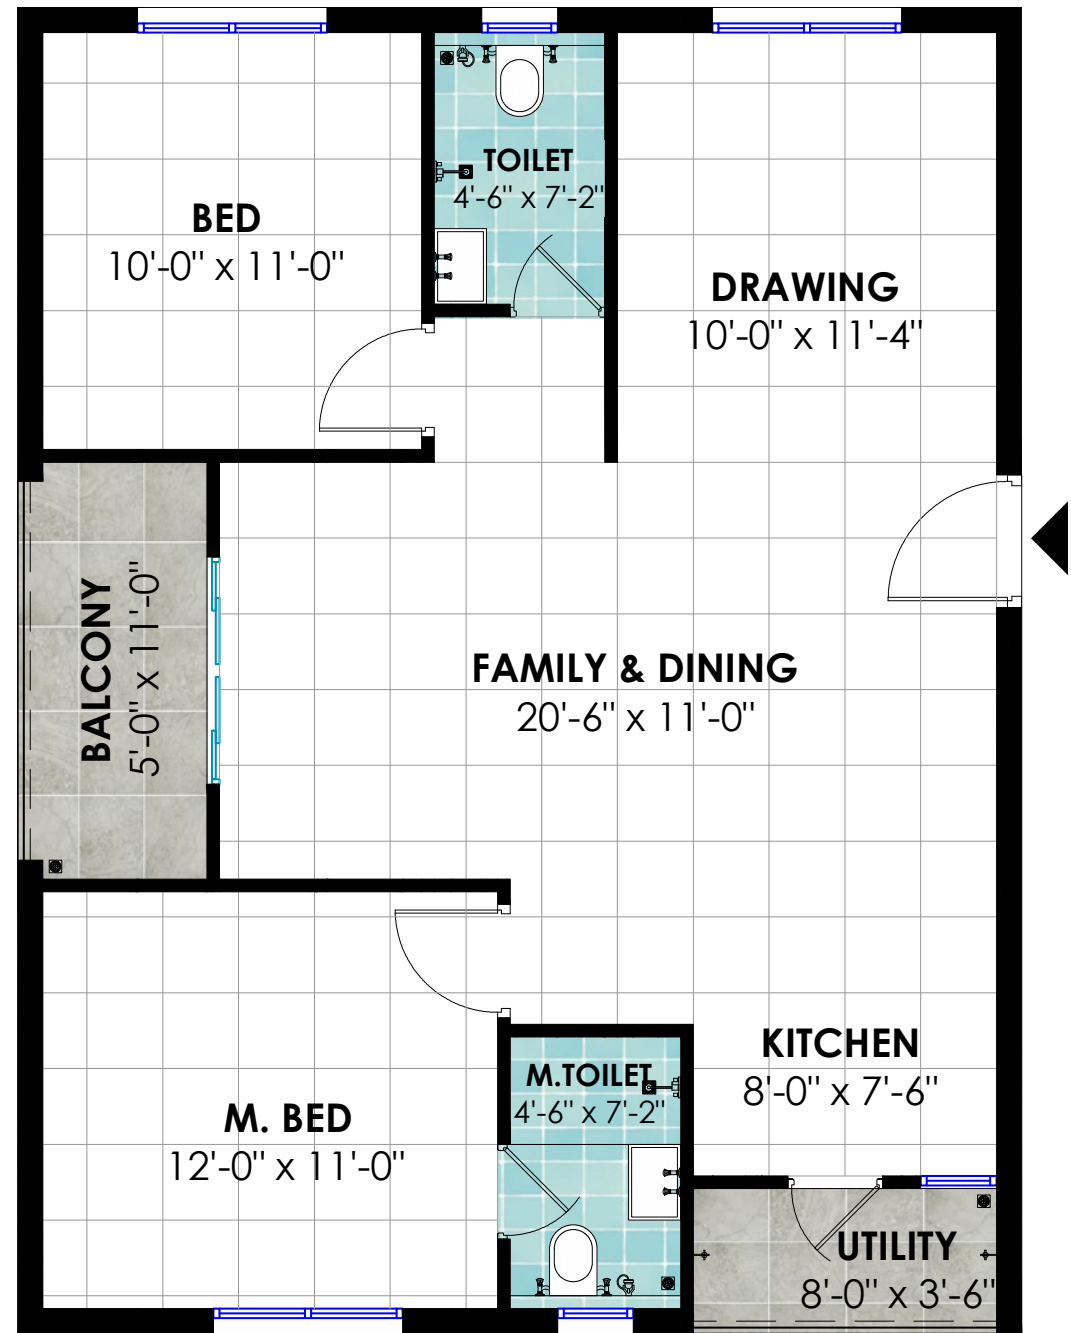 TOILET
4'-6" x 7'-2"
BED
10'-0" x 11'-0"
DRAWING
10'-0" x 11'-4"
BALCONY
5'-0" x 11'-0"
FAMILY & DINING
20'-6" x 11'-0"
KITCHEN
8'-0" x 7'-6"
M.TOILET
4'-6" x 7'-2"
M. BED
12'-0" x 11'-0"
UTILITY
8'-0" x 3'-6"